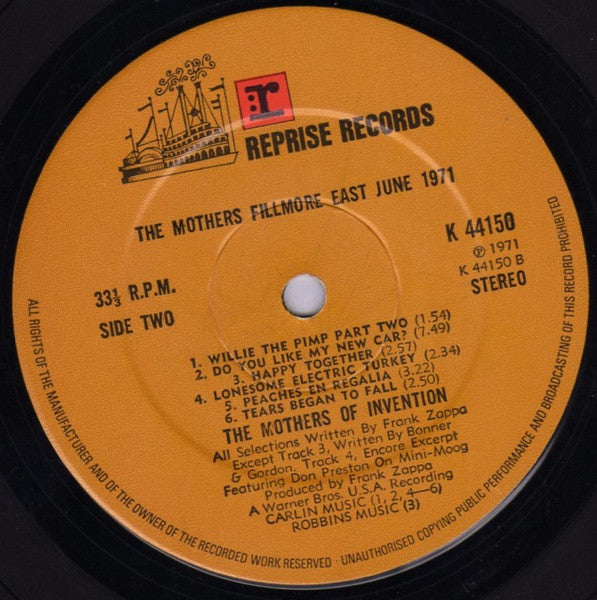 r:
REPRISE RECORDS
THE MOTHERS FILLMORE EAST JUNE 1971
K 44150
℗ 1971
K 44150 B
STEREO
33⅓ R.P.M.
SIDE TWO
1. WILLIE THE PIMP PART TWO (1.54)
2. DO YOU LIKE MY NEW CAR? (7.49)
3. HAPPY TOGETHER (2.57)
4. LONESOME ELECTRIC TURKEY (2.34)
5. PEACHES EN REGALIA (3.22)
6. TEARS BEGAN TO FALL (2.50)
THE MOTHERS OF INVENTION
All Selections Written By Frank Zappa
Except Track 3, Written By Bonner
& Gordon, Track 4, Encore Excerpt
Featuring Don Preston On Mini-Moog
Produced by Frank Zappa
A Warner Bros. U.S.A. Recording
CARLIN MUSIC (1, 2, 4–6)
ROBBINS MUSIC (3)
ALL RIGHTS OF THE MANUFACTURER AND OF THE OWNER OF THE RECORDED WORK RESERVED · UNAUTHORISED COPYING PUBLIC PERFORMANCE AND BROADCASTING OF THIS RECORD PROHIBITED